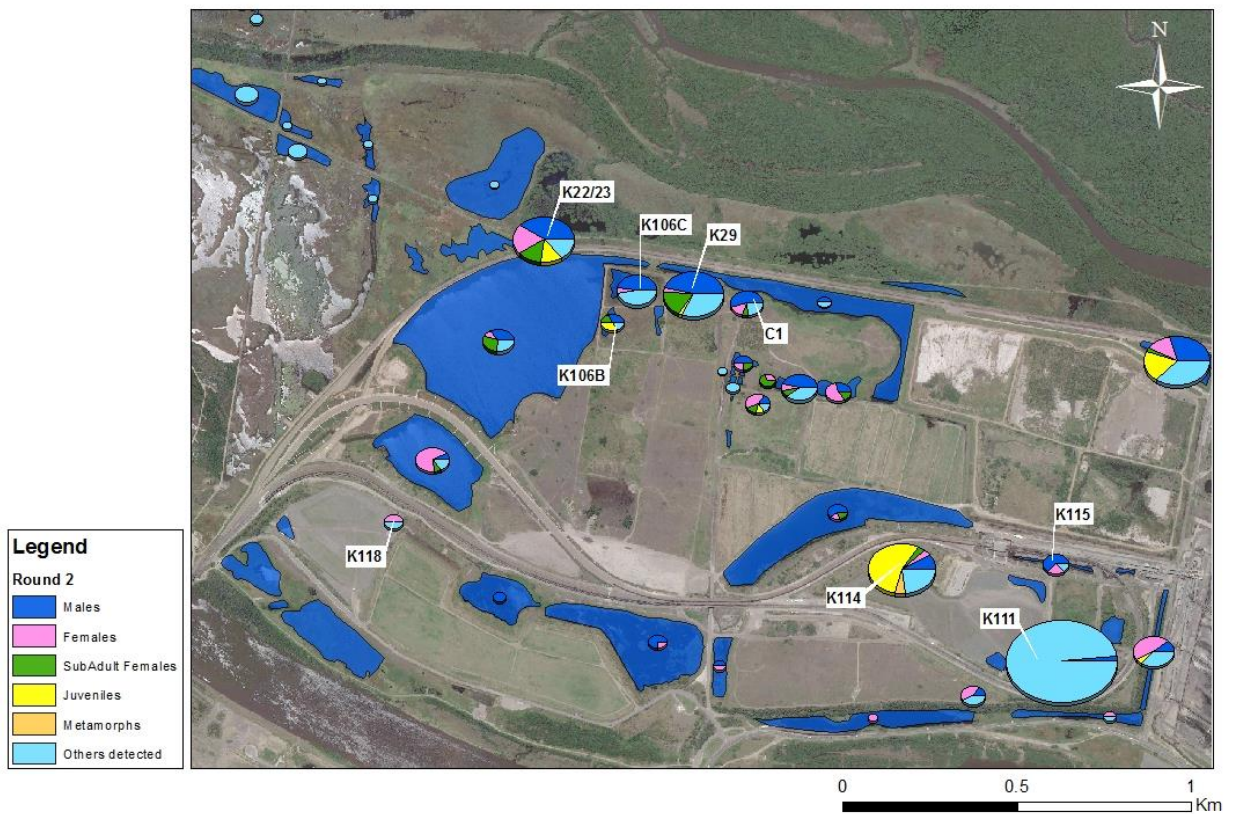 N
K22/23
K106C
K29
C1
K106B
K115
K118
K114
K111
Legend
Round 2
Males
Females
SubAdult Females
Juveniles
Metamorphs
Others detected
0 0.5 1
Km